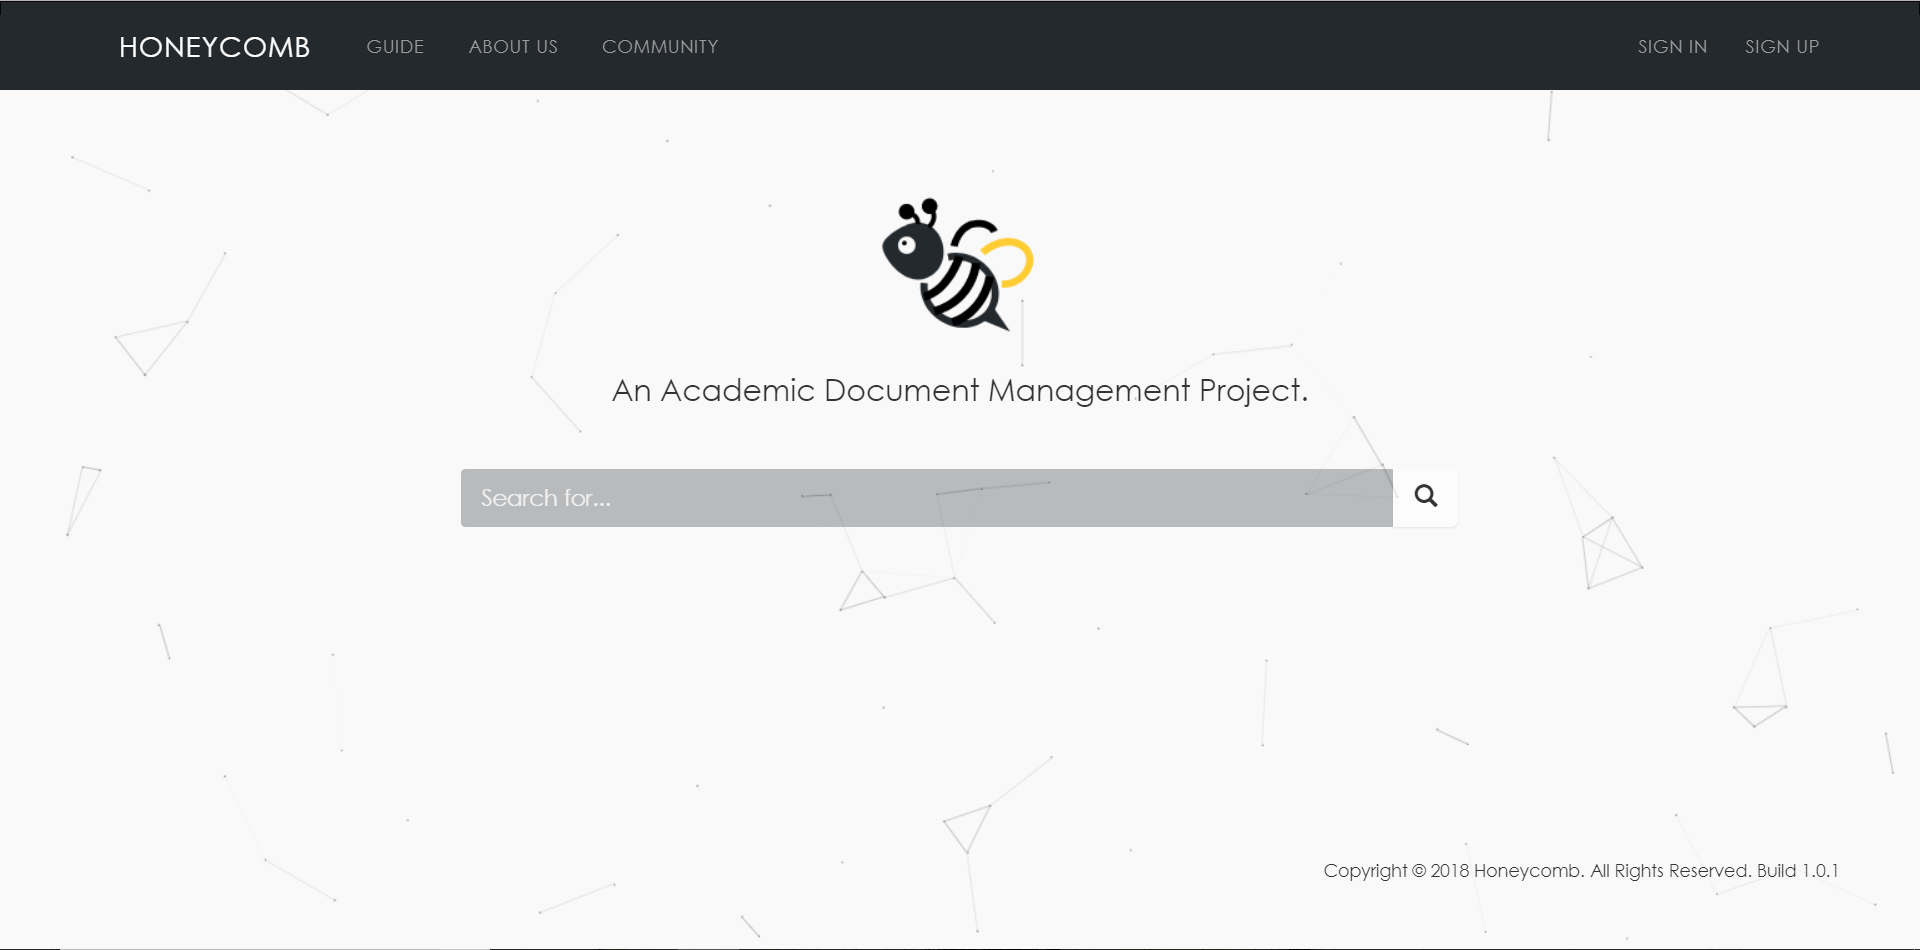 HONEYCOMB GUIDE ABOUT US COMMUNITY SIGN IN SIGN UP
An Academic Document Management Project.
Search for...
Copyright © 2018 Honeycomb. All Rights Reserved. Build 1.0.1